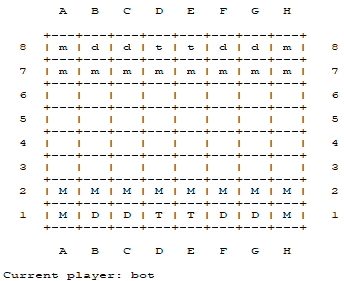 A B C D E F G H
+---+---+---+---+---+---+---+---+
8 | m | d | d | t | t | d | d | m | 8
+---+---+---+---+---+---+---+---+
7 | m | m | m | m | m | m | m | m | 7
+---+---+---+---+---+---+---+---+
6 | | | | | | | | | 6
+---+---+---+---+---+---+---+---+
5 | | | | | | | | | 5
+---+---+---+---+---+---+---+---+
4 | | | | | | | | | 4
+---+---+---+---+---+---+---+---+
3 | | | | | | | | | 3
+---+---+---+---+---+---+---+---+
2 | M | M | M | M | M | M | M | M | 2
+---+---+---+---+---+---+---+---+
1 | M | D | D | T | T | D | D | M | 1
+---+---+---+---+---+---+---+---+
A B C D E F G H
Current player: bot